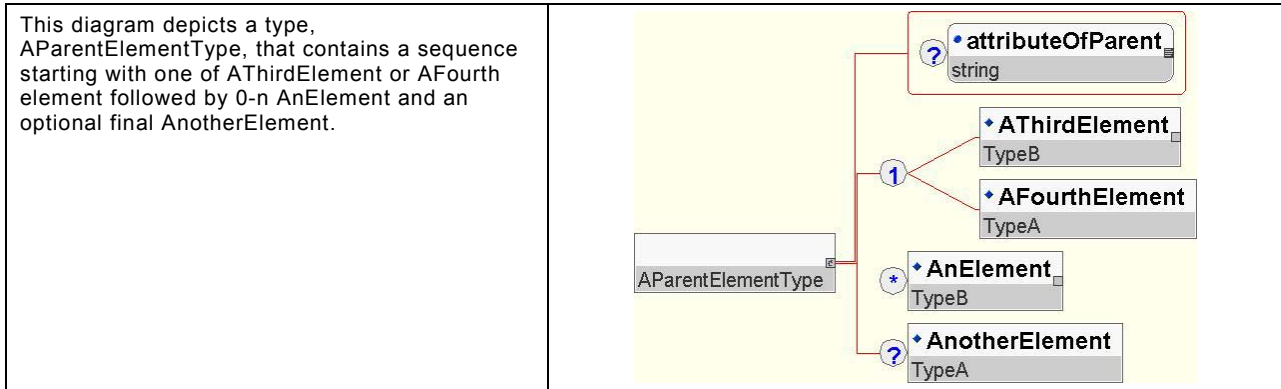 This diagram depicts a type,
AParentElementType, that contains a sequence
starting with one of AThirdElement or AFourth
element followed by 0-n AnElement and an
optional final AnotherElement.
? attributeOfParent
string
AThirdElement
TypeB
1
AFourthElement
TypeA
AParentElementType
* AnElement
TypeB
? AnotherElement
TypeA